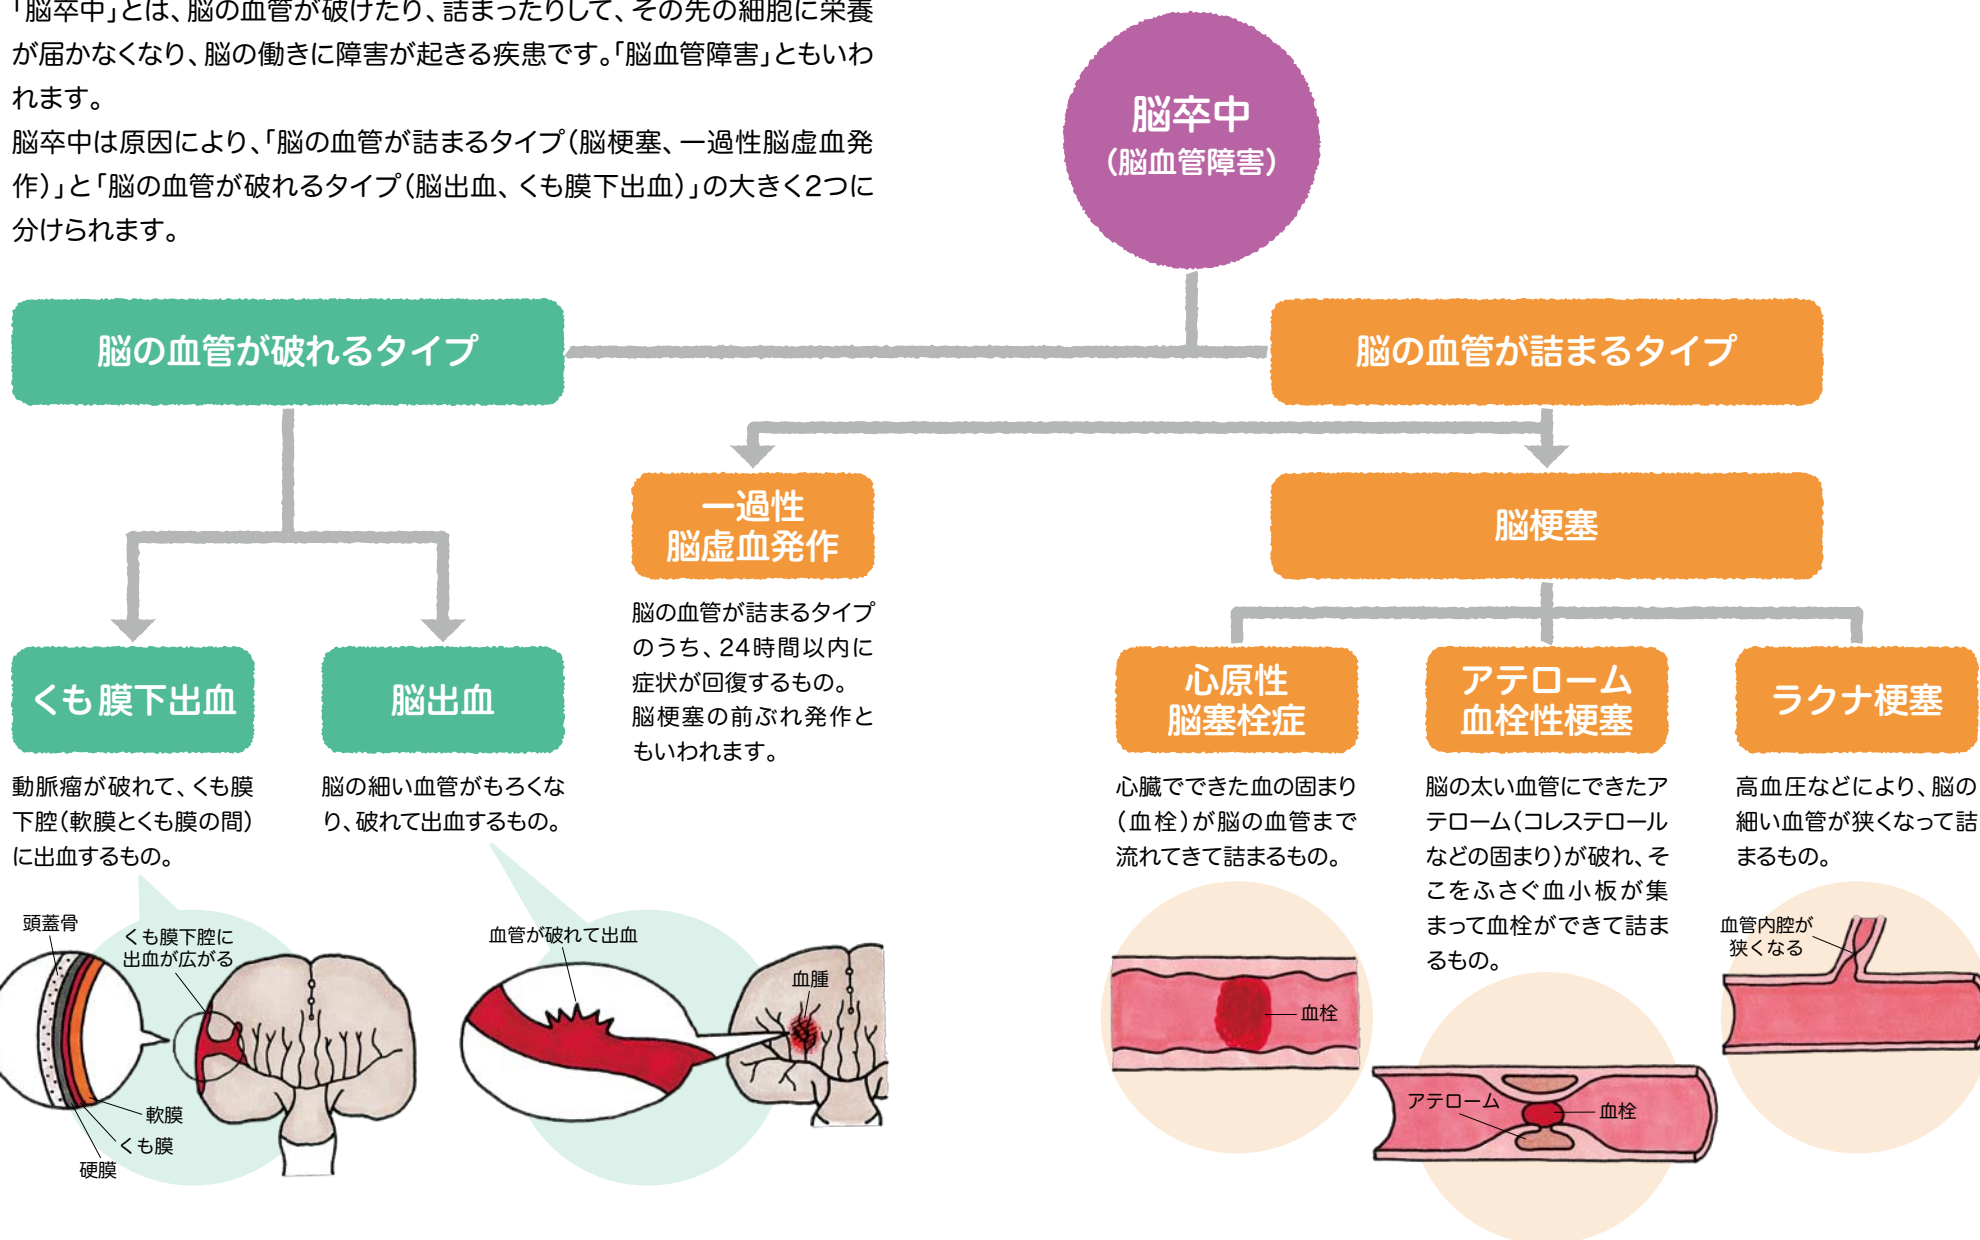 「脳卒中」とは、脳の血管が破けたり、詰まったりして、その先の細胞に栄養
が届かなくなり、脳の働きに障害が起きる疾患です。「脳血管障害」ともいわ
れます。
脳卒中は原因により、「脳の血管が詰まるタイプ(脳梗塞、一過性脳虚血発
作)」と「脳の血管が破れるタイプ(脳出血、くも膜下出血)」の大きく2つに
分けられます。
脳卒中
(脳血管障害)
脳の血管が破れるタイプ
脳の血管が詰まるタイプ
一過性
脳虚血発作
脳の血管が詰まるタイプ
のうち、24時間以内に
症状が回復するもの。
脳梗塞の前ぶれ発作と
もいわれます。
脳梗塞
くも膜下出血
動脈瘤が破れて、くも膜
下腔(軟膜とくも膜の間)
に出血するもの。
脳出血
脳の細い血管がもろくな
り、破れて出血するもの。
心原性
脳塞栓症
心臓でできた血の固まり
(血栓)が脳の血管まで
流れてきて詰まるもの。
アテローム
血栓性梗塞
脳の太い血管にできたア
テローム(コレステロール
などの固まり)が破れ、そ
こをふさぐ血小板が集
まって血栓ができて詰ま
るもの。
ラクナ梗塞
高血圧などにより、脳の
細い血管が狭くなって詰
まるもの。
頭蓋骨
くも膜下腔に
出血が広がる
軟膜
くも膜
硬膜
血管が破れて出血
血腫
血栓
アテローム
血栓
血管内腔が
狭くなる